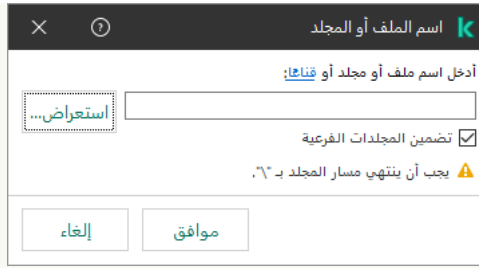 اسم الملف أو المجلد
أدخل اسم ملف أو مجلد أو قناعًا:
استعراض...
تضمين المجلدات الفرعية
يجب أن ينتهي مسار المجلد بـ "\".
موافق
إلغاء